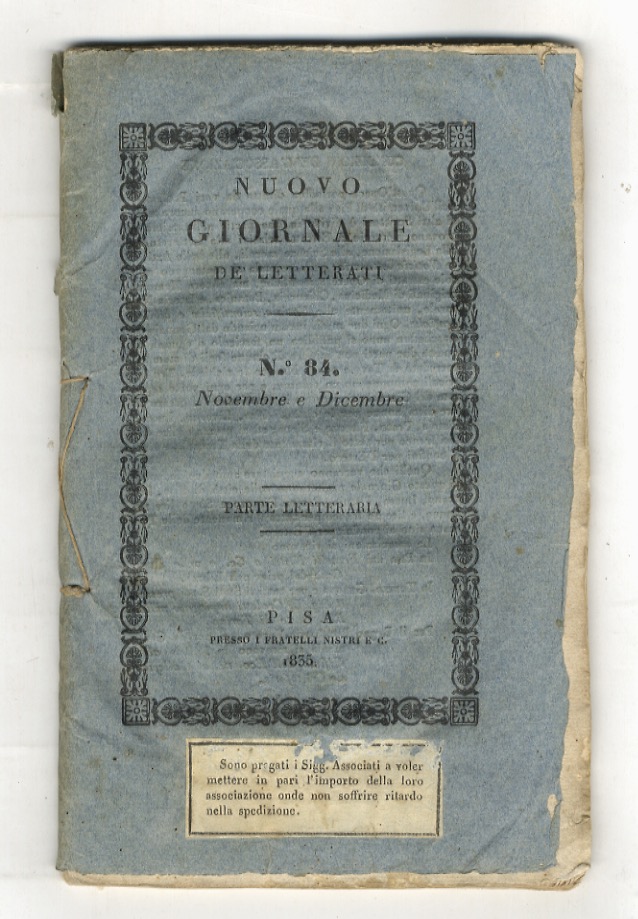 NUOVO
GIORNALE
DE' LETTERATI
N.º 84.
Novembre e Dicembre
PARTE LETTERARIA
PISA
PRESSO I FRATELLI NISTRI E C.
1835.
Sono pregati i Sigg. Associati a voler
mettere in pari l'importo della loro
associazione onde non soffrire ritardo
nella spedizione.